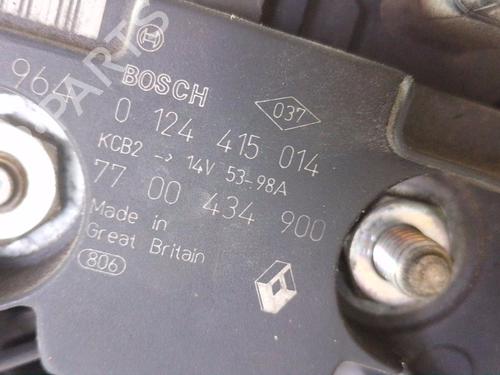 BOSCH
964
037
0 124 415 014
KCB2 → 14V 53-98A
77 00 434 900
Made in
Great Britain
806
PARTS